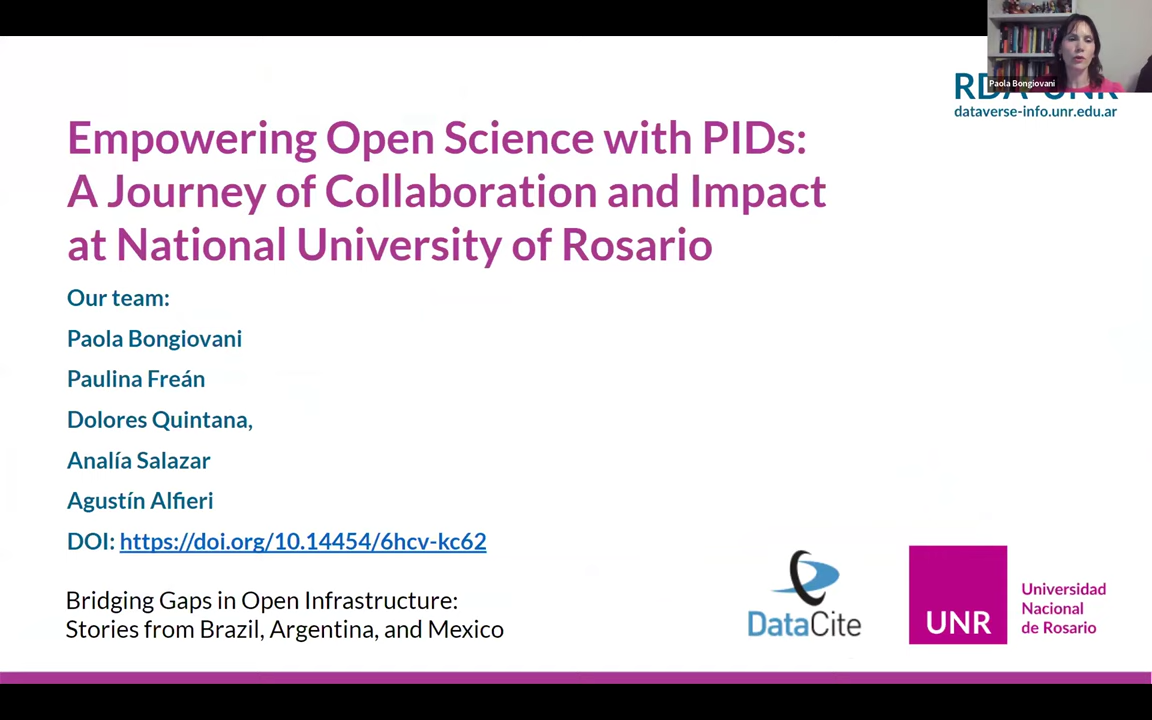 Paola Bongiovani
RDA-UNR
dataverse-info.unr.edu.ar
Empowering Open Science with PIDs:
A Journey of Collaboration and Impact
at National University of Rosario
Our team:
Paola Bongiovani
Paulina Freán
Dolores Quintana,
Analía Salazar
Agustín Alfieri
DOI: https://doi.org/10.14454/6hcv-kc62
Bridging Gaps in Open Infrastructure:
Stories from Brazil, Argentina, and Mexico
DataCite
UNR
Universidad
Nacional
de Rosario